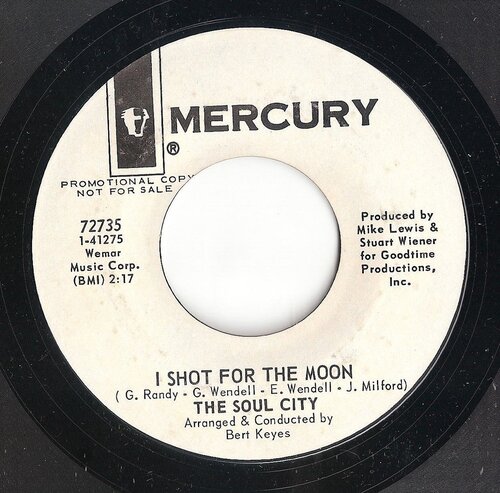 MERCURY
®
PROMOTIONAL COPY
NOT FOR SALE
72735
1-41275
Wemar
Music Corp.
(BMI) 2:17
Produced by
Mike Lewis &
Stuart Wiener
for Goodtime
Productions,
Inc.
I SHOT FOR THE MOON
( G. Randy - G. Wendell - E. Wendell - J. Milford)
THE SOUL CITY
Arranged & Conducted by
Bert Keyes